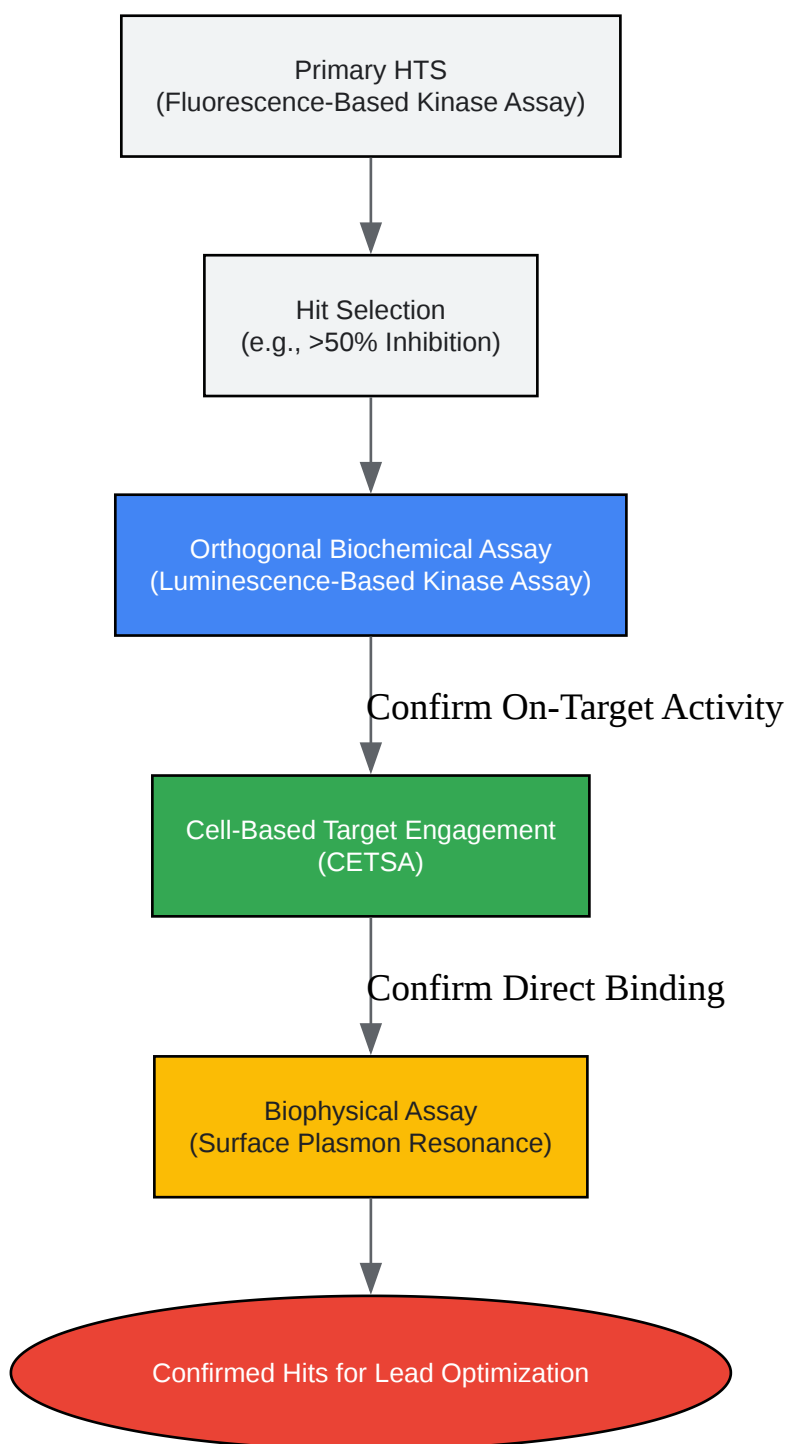 Primary HTS
(Fluorescence-Based Kinase Assay)
Hit Selection
(e.g., >50% Inhibition)
Orthogonal Biochemical Assay
(Luminescence-Based Kinase Assay)
Confirm On-Target Activity
Cell-Based Target Engagement
(CETSA)
Confirm Direct Binding
Biophysical Assay
(Surface Plasmon Resonance)
Confirmed Hits for Lead Optimization